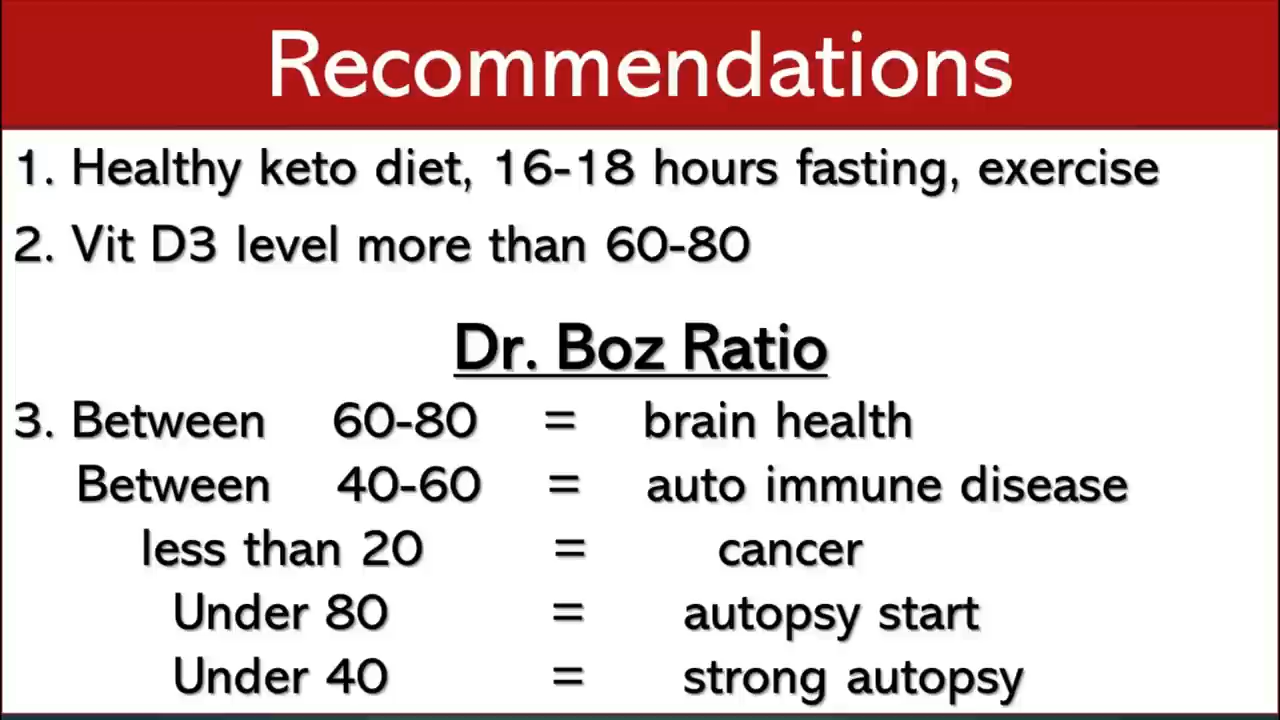 Recommendations
1. Healthy keto diet, 16-18 hours fasting, exercise
2. Vit D3 level more than 60-80
Dr. Boz Ratio
3. Between 60-80 = brain health
Between 40-60 = auto immune disease
less than 20 = cancer
Under 80 = autopsy start
Under 40 = strong autopsy